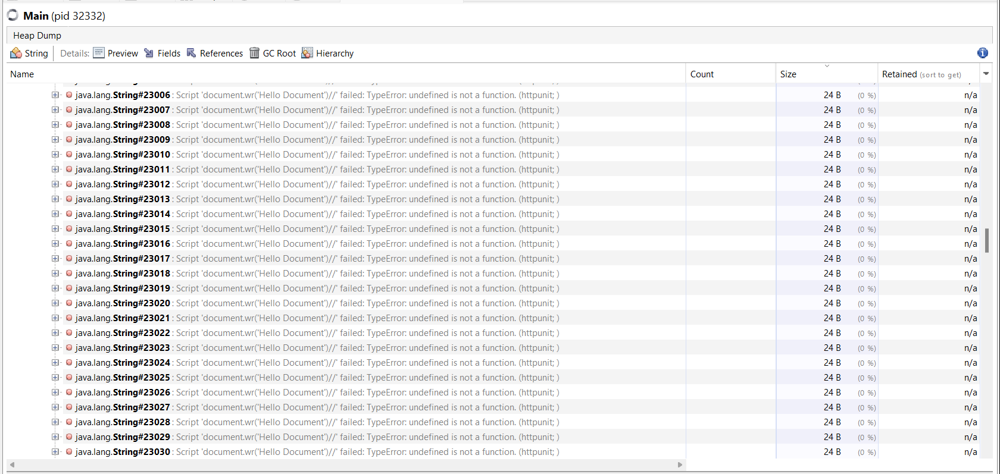 Main (pid 32332)
Heap Dump
String Details: Preview Fields References GC Root Hierarchy
Name Count Size Retained (sort to get)
java.lang.String#23006 : Script 'document.wr('Hello Document')//' failed: TypeError: undefined is not a function. (httpunit; ) 24 B (0 %) n/a
java.lang.String#23007 : Script 'document.wr('Hello Document')//' failed: TypeError: undefined is not a function. (httpunit; ) 24 B (0 %) n/a
java.lang.String#23008 : Script 'document.wr('Hello Document')//' failed: TypeError: undefined is not a function. (httpunit; ) 24 B (0 %) n/a
java.lang.String#23009 : Script 'document.wr('Hello Document')//' failed: TypeError: undefined is not a function. (httpunit; ) 24 B (0 %) n/a
java.lang.String#23010 : Script 'document.wr('Hello Document')//' failed: TypeError: undefined is not a function. (httpunit; ) 24 B (0 %) n/a
java.lang.String#23011 : Script 'document.wr('Hello Document')//' failed: TypeError: undefined is not a function. (httpunit; ) 24 B (0 %) n/a
java.lang.String#23012 : Script 'document.wr('Hello Document')//' failed: TypeError: undefined is not a function. (httpunit; ) 24 B (0 %) n/a
java.lang.String#23013 : Script 'document.wr('Hello Document')//' failed: TypeError: undefined is not a function. (httpunit; ) 24 B (0 %) n/a
java.lang.String#23014 : Script 'document.wr('Hello Document')//' failed: TypeError: undefined is not a function. (httpunit; ) 24 B (0 %) n/a
java.lang.String#23015 : Script 'document.wr('Hello Document')//' failed: TypeError: undefined is not a function. (httpunit; ) 24 B (0 %) n/a
java.lang.String#23016 : Script 'document.wr('Hello Document')//' failed: TypeError: undefined is not a function. (httpunit; ) 24 B (0 %) n/a
java.lang.String#23017 : Script 'document.wr('Hello Document')//' failed: TypeError: undefined is not a function. (httpunit; ) 24 B (0 %) n/a
java.lang.String#23018 : Script 'document.wr('Hello Document')//' failed: TypeError: undefined is not a function. (httpunit; ) 24 B (0 %) n/a
java.lang.String#23019 : Script 'document.wr('Hello Document')//' failed: TypeError: undefined is not a function. (httpunit; ) 24 B (0 %) n/a
java.lang.String#23020 : Script 'document.wr('Hello Document')//' failed: TypeError: undefined is not a function. (httpunit; ) 24 B (0 %) n/a
java.lang.String#23021 : Script 'document.wr('Hello Document')//' failed: TypeError: undefined is not a function. (httpunit; ) 24 B (0 %) n/a
java.lang.String#23022 : Script 'document.wr('Hello Document')//' failed: TypeError: undefined is not a function. (httpunit; ) 24 B (0 %) n/a
java.lang.String#23023 : Script 'document.wr('Hello Document')//' failed: TypeError: undefined is not a function. (httpunit; ) 24 B (0 %) n/a
java.lang.String#23024 : Script 'document.wr('Hello Document')//' failed: TypeError: undefined is not a function. (httpunit; ) 24 B (0 %) n/a
java.lang.String#23025 : Script 'document.wr('Hello Document')//' failed: TypeError: undefined is not a function. (httpunit; ) 24 B (0 %) n/a
java.lang.String#23026 : Script 'document.wr('Hello Document')//' failed: TypeError: undefined is not a function. (httpunit; ) 24 B (0 %) n/a
java.lang.String#23027 : Script 'document.wr('Hello Document')//' failed: TypeError: undefined is not a function. (httpunit; ) 24 B (0 %) n/a
java.lang.String#23028 : Script 'document.wr('Hello Document')//' failed: TypeError: undefined is not a function. (httpunit; ) 24 B (0 %) n/a
java.lang.String#23029 : Script 'document.wr('Hello Document')//' failed: TypeError: undefined is not a function. (httpunit; ) 24 B (0 %) n/a
java.lang.String#23030 : Script 'document.wr('Hello Document')//' failed: TypeError: undefined is not a function. (httpunit; ) 24 B (0 %) n/a